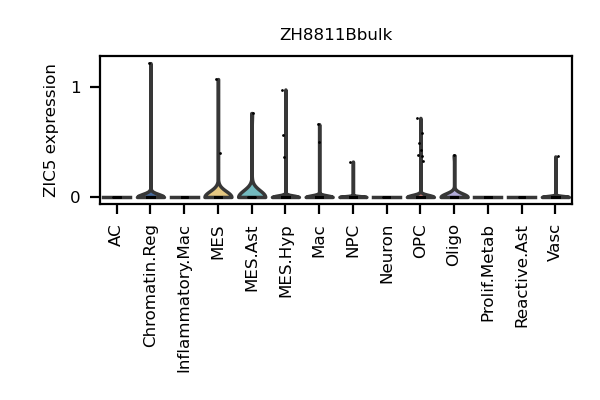 ZH8811Bbulk
ZIC5 expression
1
0
AC
Chromatin.Reg
Inflammatory.Mac
MES
MES.Ast
MES.Hyp
Mac
NPC
Neuron
OPC
Oligo
Prolif.Metab
Reactive.Ast
Vasc